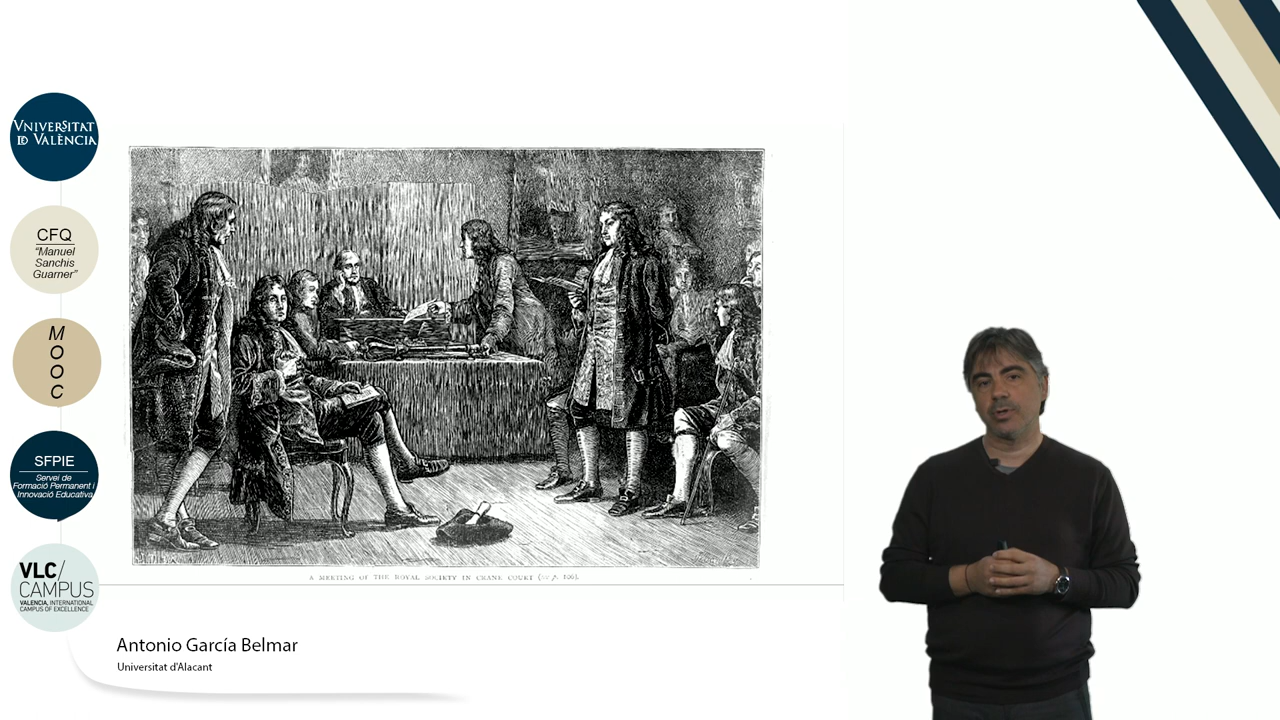 VNIVERSITAT
ID VALÈNCIA
CFQ
"Manuel
Sanchis
Guarner"
M
O
O
C
SFPIE
Servei de
Formació Permanent i
Innovació Educativa
VLC/
CAMPUS
VALENCIA, INTERNATIONAL
CAMPUS OF EXCELLENCE
A MEETING OF THE ROYAL SOCIETY IN CRANE COURT
Antonio García Belmar
Universitat d'Alacant